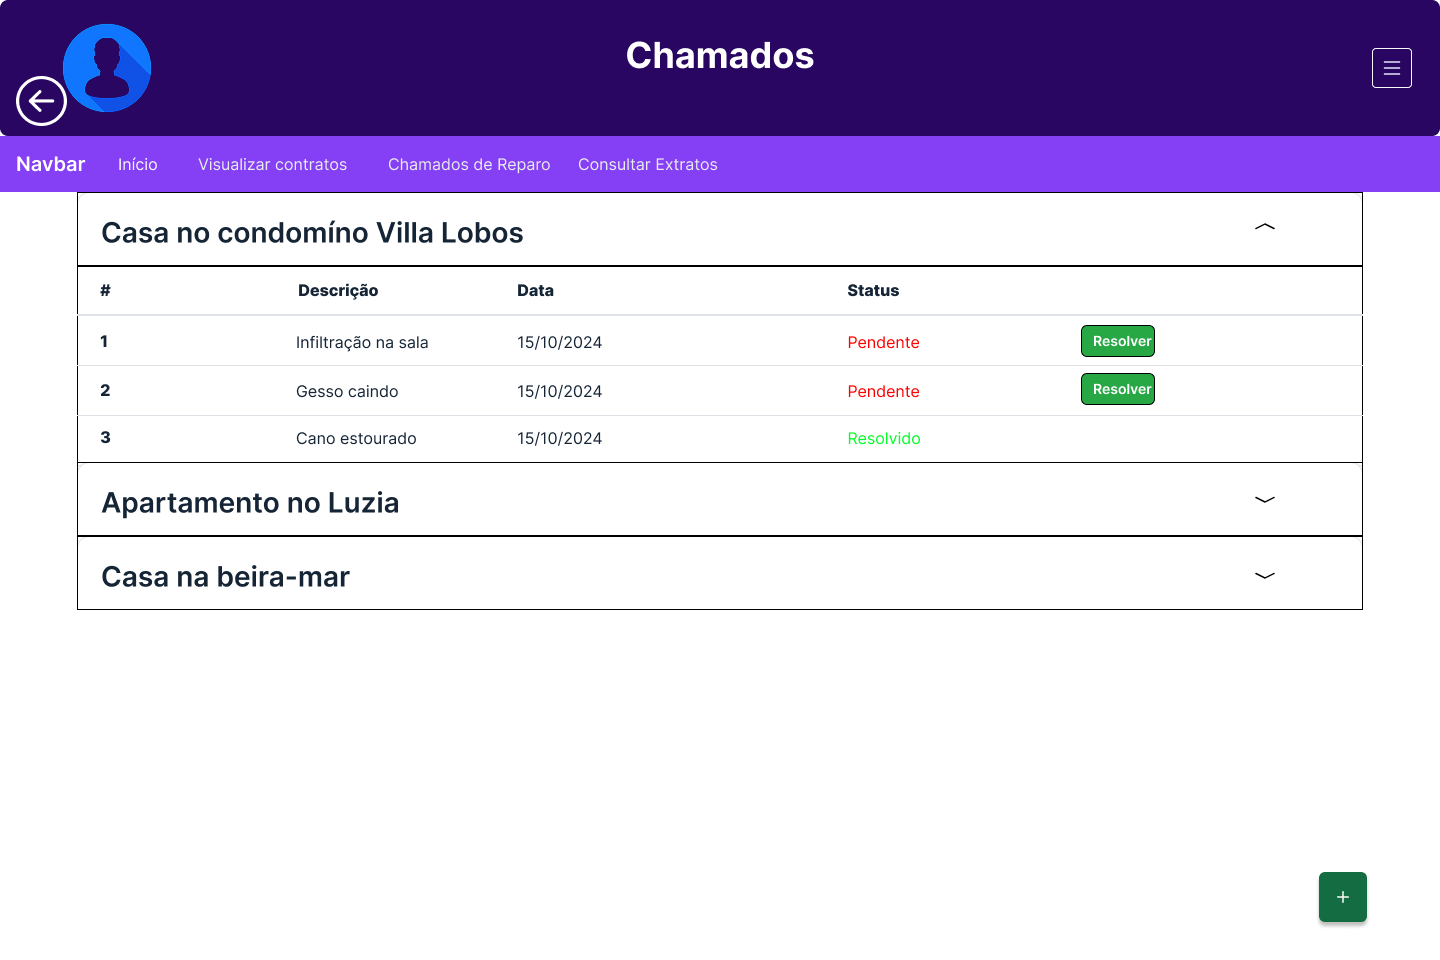 Chamados
Navbar Início Visualizar contratos Chamados de Reparo Consultar Extratos
Casa no condomíno Villa Lobos
# Descrição Data Status
1 Infiltração na sala 15/10/2024 Pendente Resolver
2 Gesso caindo 15/10/2024 Pendente Resolver
3 Cano estourado 15/10/2024 Resolvido
Apartamento no Luzia
Casa na beira-mar
+